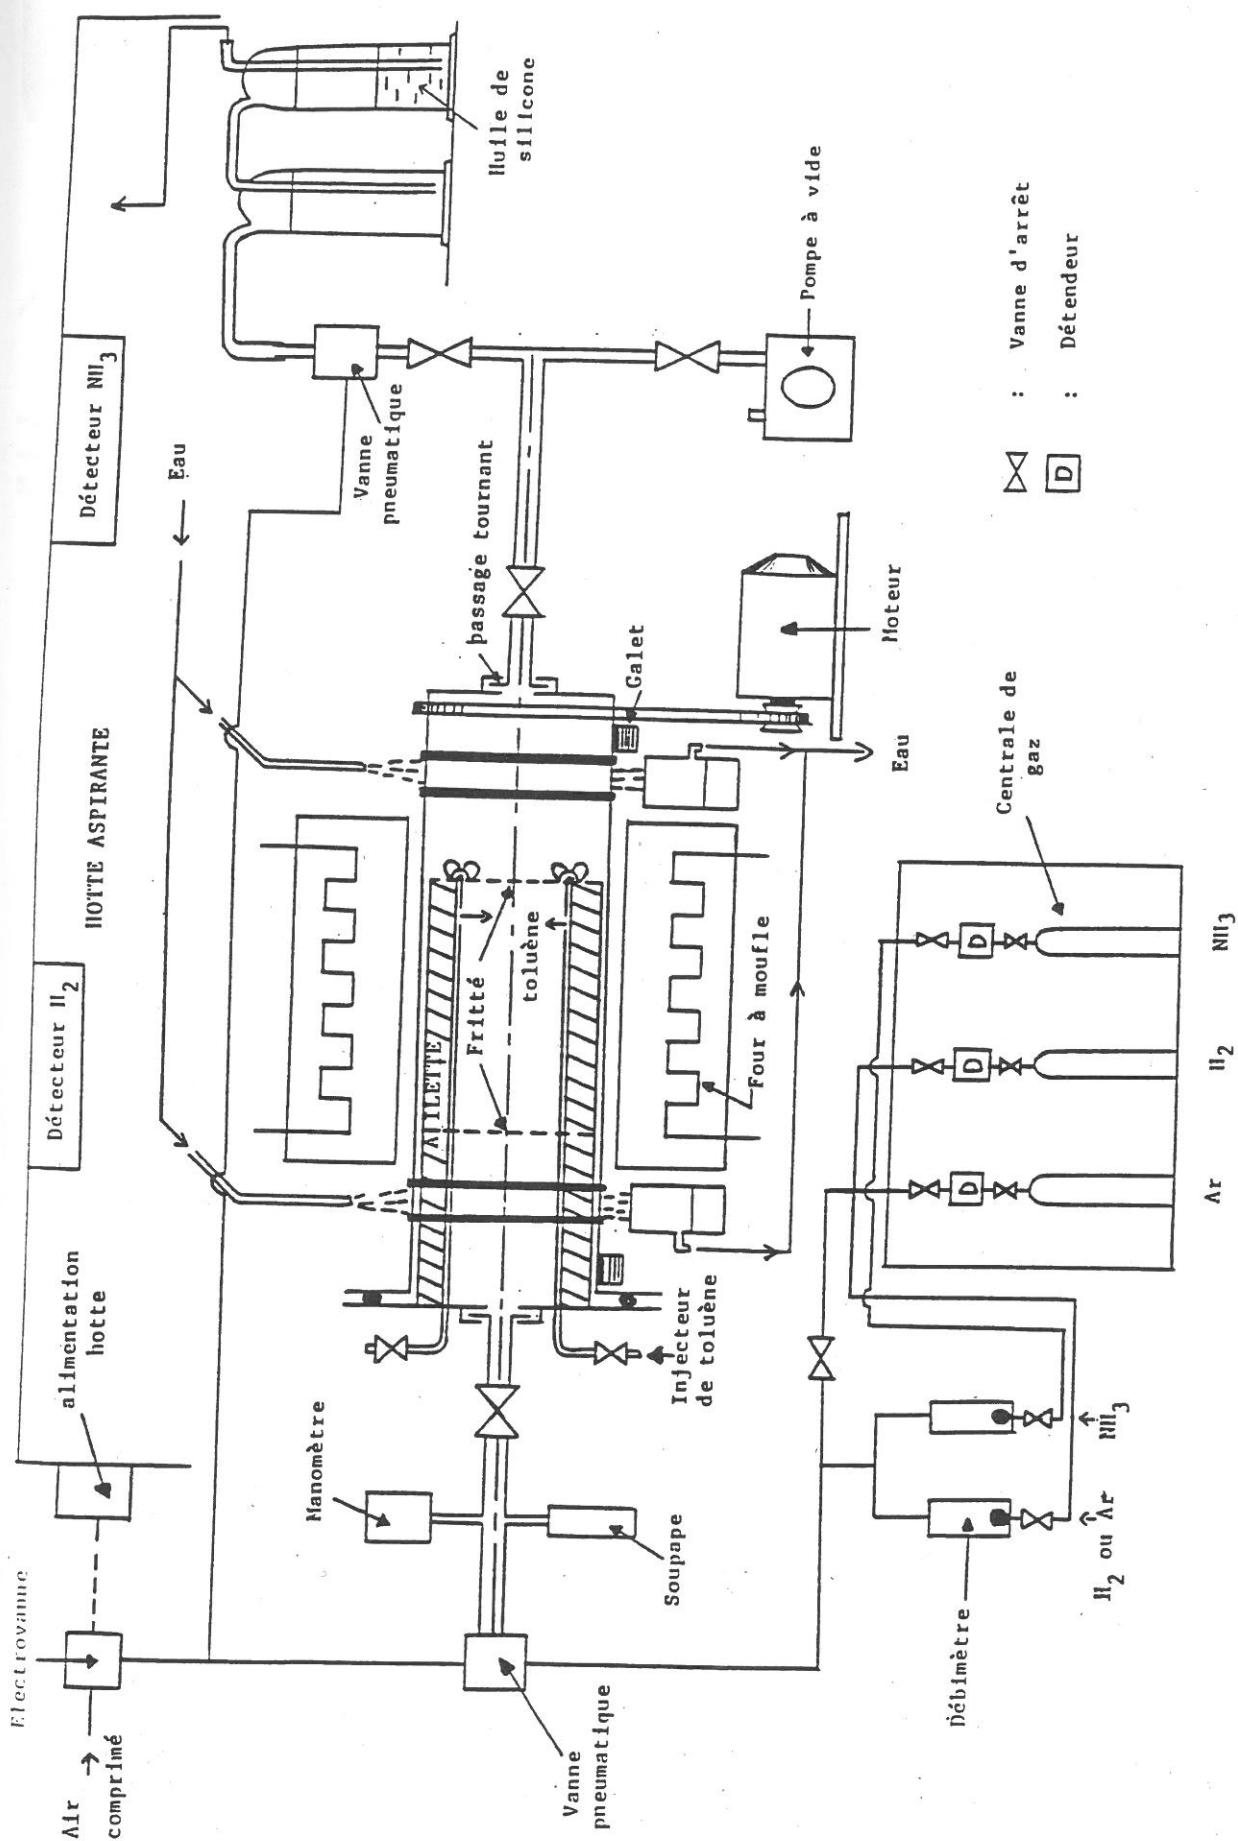 Electrovanne
Air →
comprimé
alimentation
hotte
Détecteur H2
HOTTE ASPIRANTE
Détecteur NH3
Eau
Vanne
pneumatique
Huile de
silicone
Manomètre
Soupape
Vanne
pneumatique
AILETTE
Fritté
toluène
passage tournant
Galet
Injecteur
de toluène
Four à moufle
Eau
Moteur
Pompe à vide
Débimètre
H2 ou Ar
NH3
Centrale de
gaz
D
D
D
Ar
H2
NH3
: Vanne d'arrêt
D : Détendeur